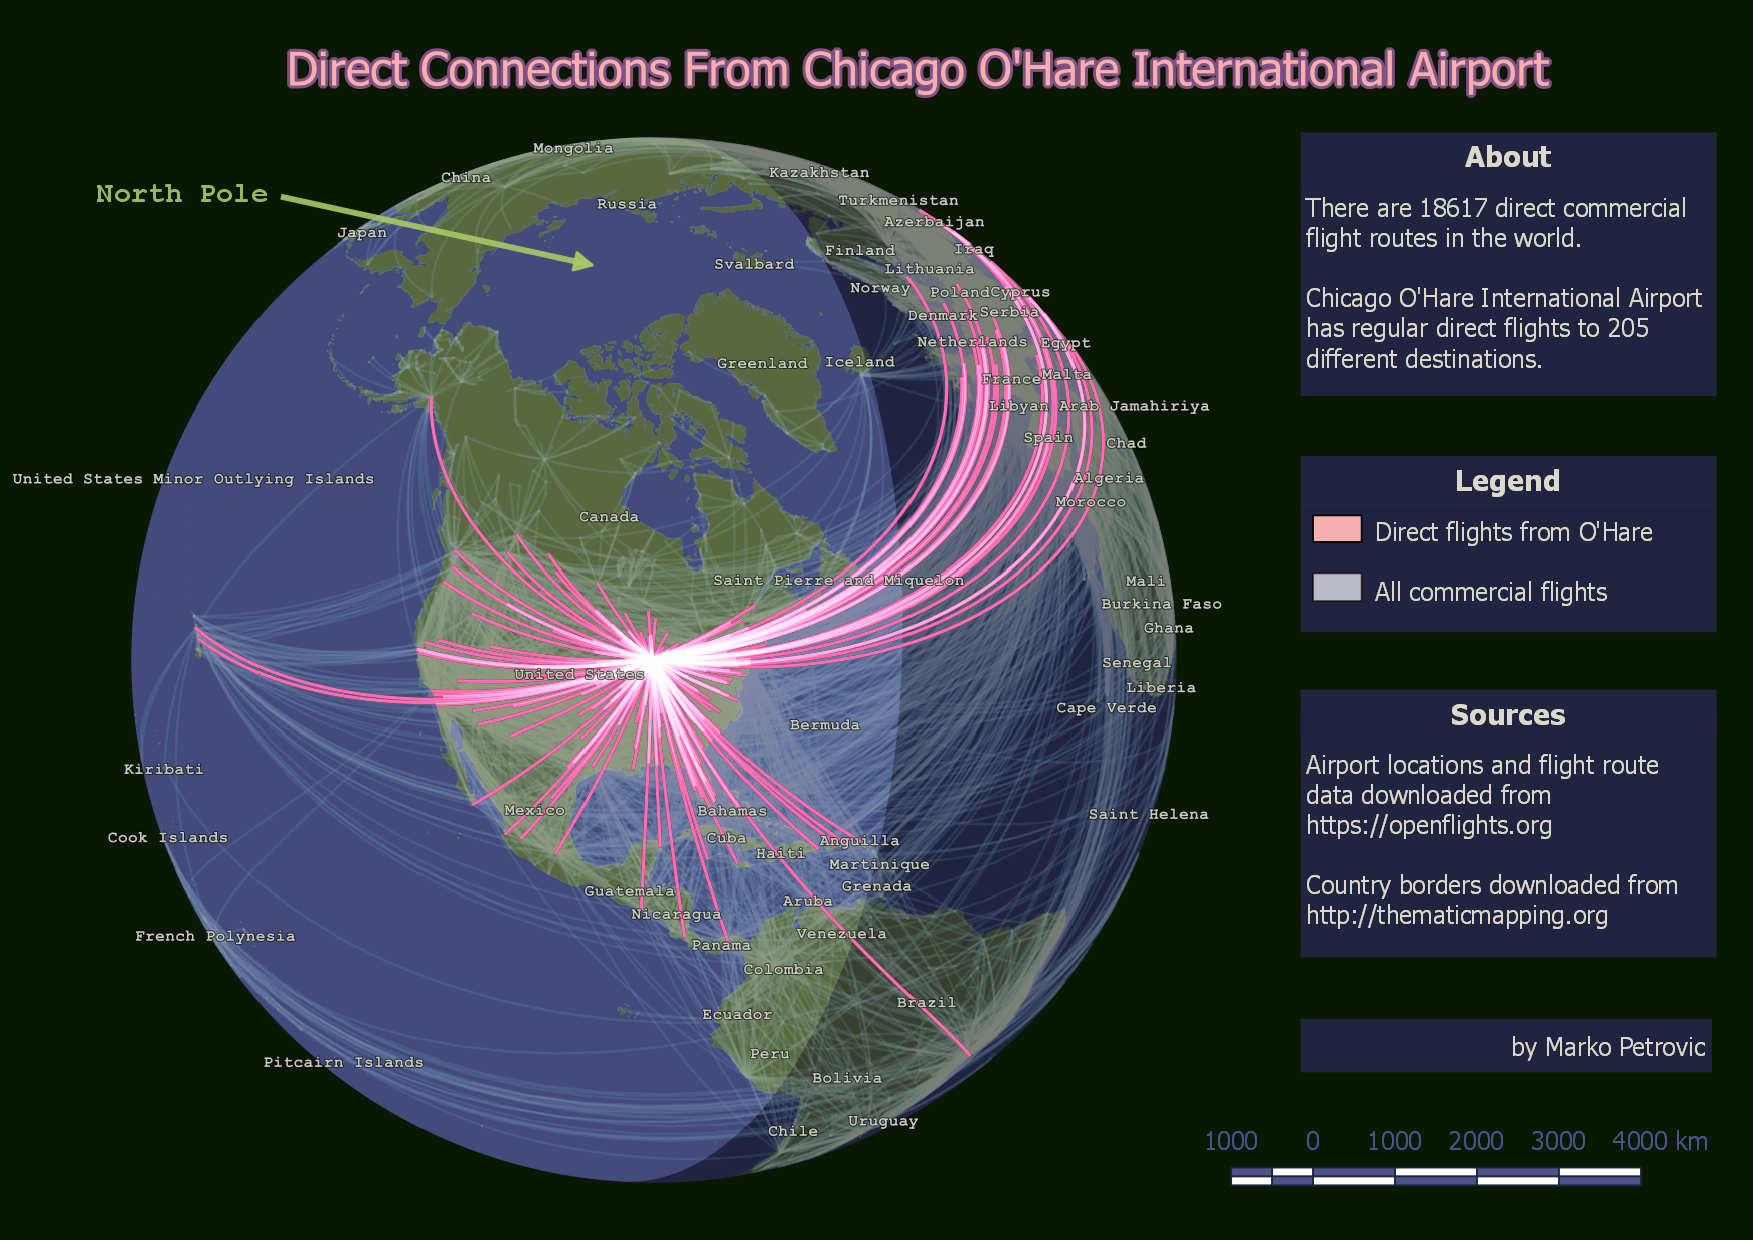 Direct Connections From Chicago O'Hare International Airport
North Pole
Mongolia
China
Kazakhstan
Russia
Turkmenistan
Japan
Azerbaijan
Finland
Iraq
Svalbard
Lithuania
Norway
Poland
Cyprus
Denmark
Serbia
Netherlands
Egypt
Greenland
Iceland
France
Malta
Libyan Arab Jamahiriya
Spain
Chad
United States Minor Outlying Islands
Algeria
Morocco
Canada
Saint Pierre and Miquelon
Mali
Burkina Faso
Ghana
Senegal
United States
Liberia
Cape Verde
Bermuda
Kiribati
Mexico
Bahamas
Saint Helena
Cook Islands
Cuba
Anguilla
Haiti
Martinique
Guatemala
Grenada
Aruba
Nicaragua
French Polynesia
Venezuela
Panama
Colombia
Brazil
Ecuador
Peru
Pitcairn Islands
Bolivia
Uruguay
Chile
About
There are 18617 direct commercial
flight routes in the world.
Chicago O'Hare International Airport
has regular direct flights to 205
different destinations.
Legend
Direct flights from O'Hare
All commercial flights
Sources
Airport locations and flight route
data downloaded from
https://openflights.org
Country borders downloaded from
http://thematicmapping.org
by Marko Petrovic
1000 0 1000 2000 3000 4000 km